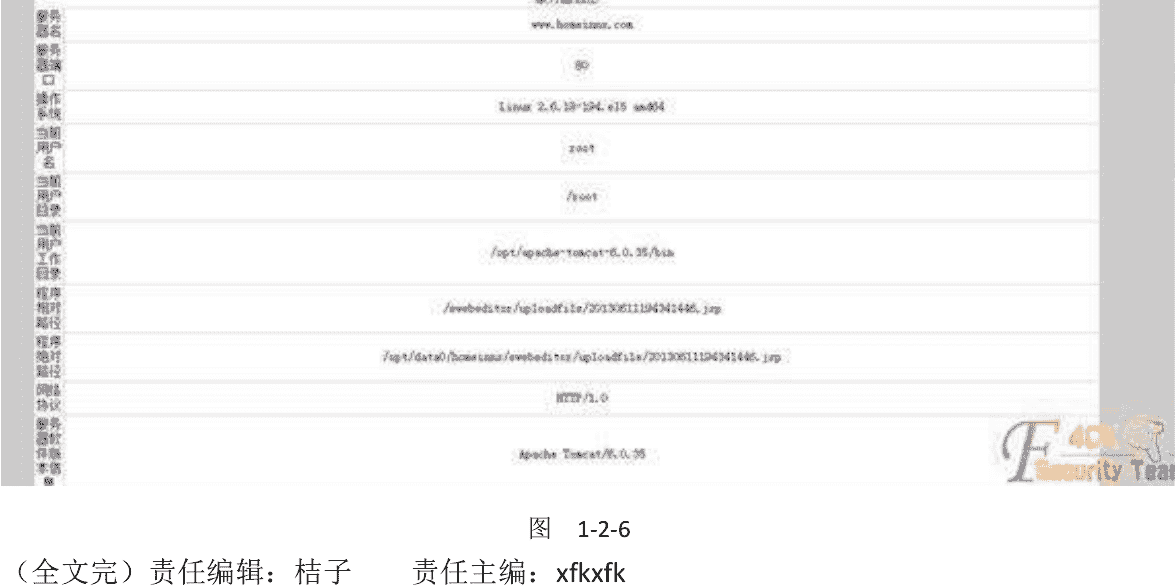 服务
器名
www.homeinns.com
服务
器端
口
80
操作
系统
Linux 2.6.18-194.el5 amd64
当前
用户
名
root
当前
用户
目录
/root
当前
用户
工作
目录
/opt/apache-tomcat-6.0.35/bin
程序
相对
路径
/ewebeditor/uploadfile/20130611194341446.jsp
程序
绝对
路径
/opt/data0/homeinns/ewebeditor/uploadfile/20130611194341446.jsp
网络
协议
HTTP/1.0
服务
器软
件版
本信
息
Apache Tomcat/6.0.35
Security Team
图 1-2-6
（全文完）责任编辑：桔子 责任主编：xfkxfk